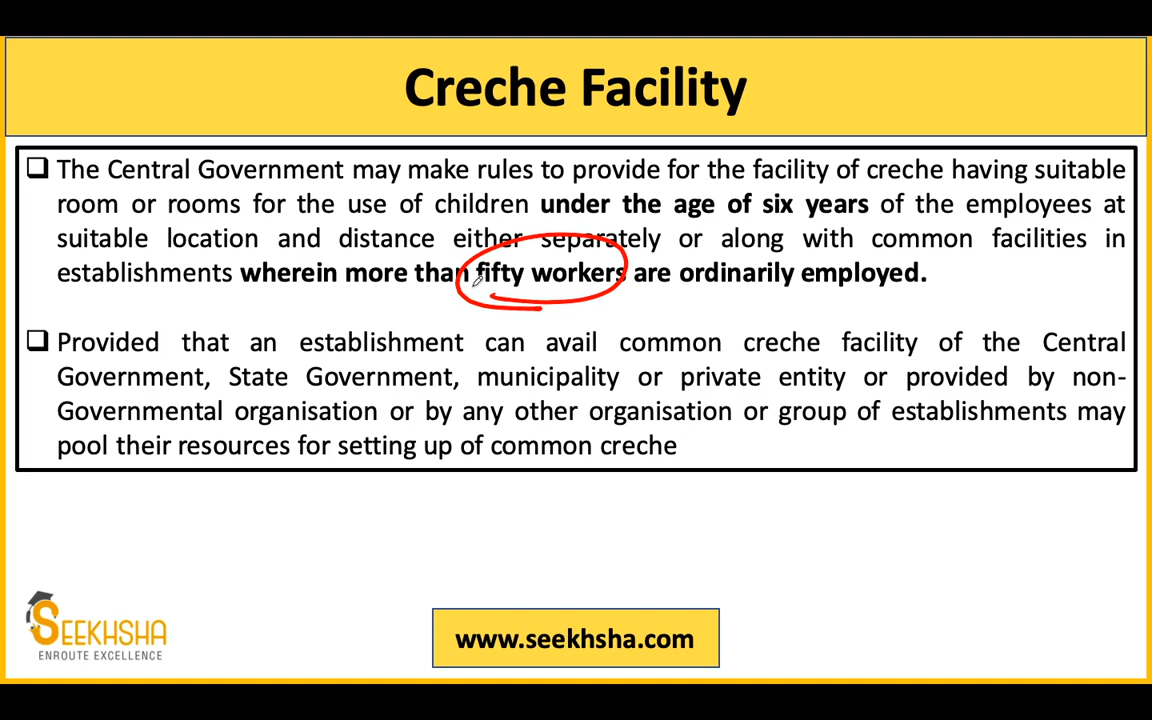 Creche Facility
The Central Government may make rules to provide for the facility of creche having suitable
room or rooms for the use of children under the age of six years of the employees at
suitable location and distance either separately or along with common facilities in
establishments wherein more than fifty workers are ordinarily employed.
Provided that an establishment can avail common creche facility of the Central
Government, State Government, municipality or private entity or provided by non-
Governmental organisation or by any other organisation or group of establishments may
pool their resources for setting up of common creche
SEEKHSHA
ENROUTE EXCELLENCE
www.seekhsha.com